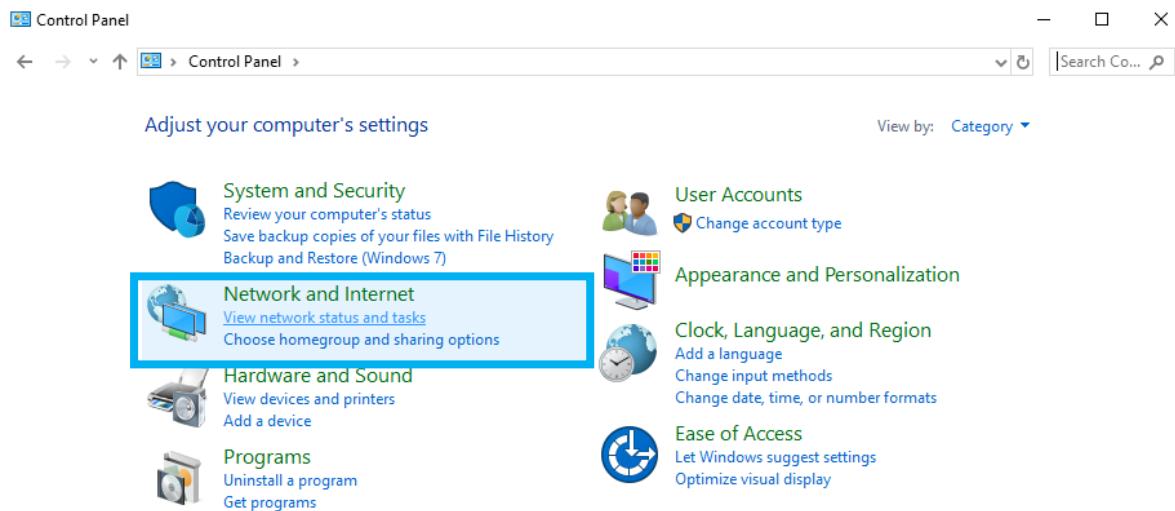 Control Panel
Control Panel
Search Co...
Adjust your computer's settings
View by: Category
System and Security
Review your computer's status
Save backup copies of your files with File History
Backup and Restore (Windows 7)
Network and Internet
View network status and tasks
Choose homegroup and sharing options
Hardware and Sound
View devices and printers
Add a device
Programs
Uninstall a program
Get programs
User Accounts
Change account type
Appearance and Personalization
Clock, Language, and Region
Add a language
Change input methods
Change date, time, or number formats
Ease of Access
Let Windows suggest settings
Optimize visual display